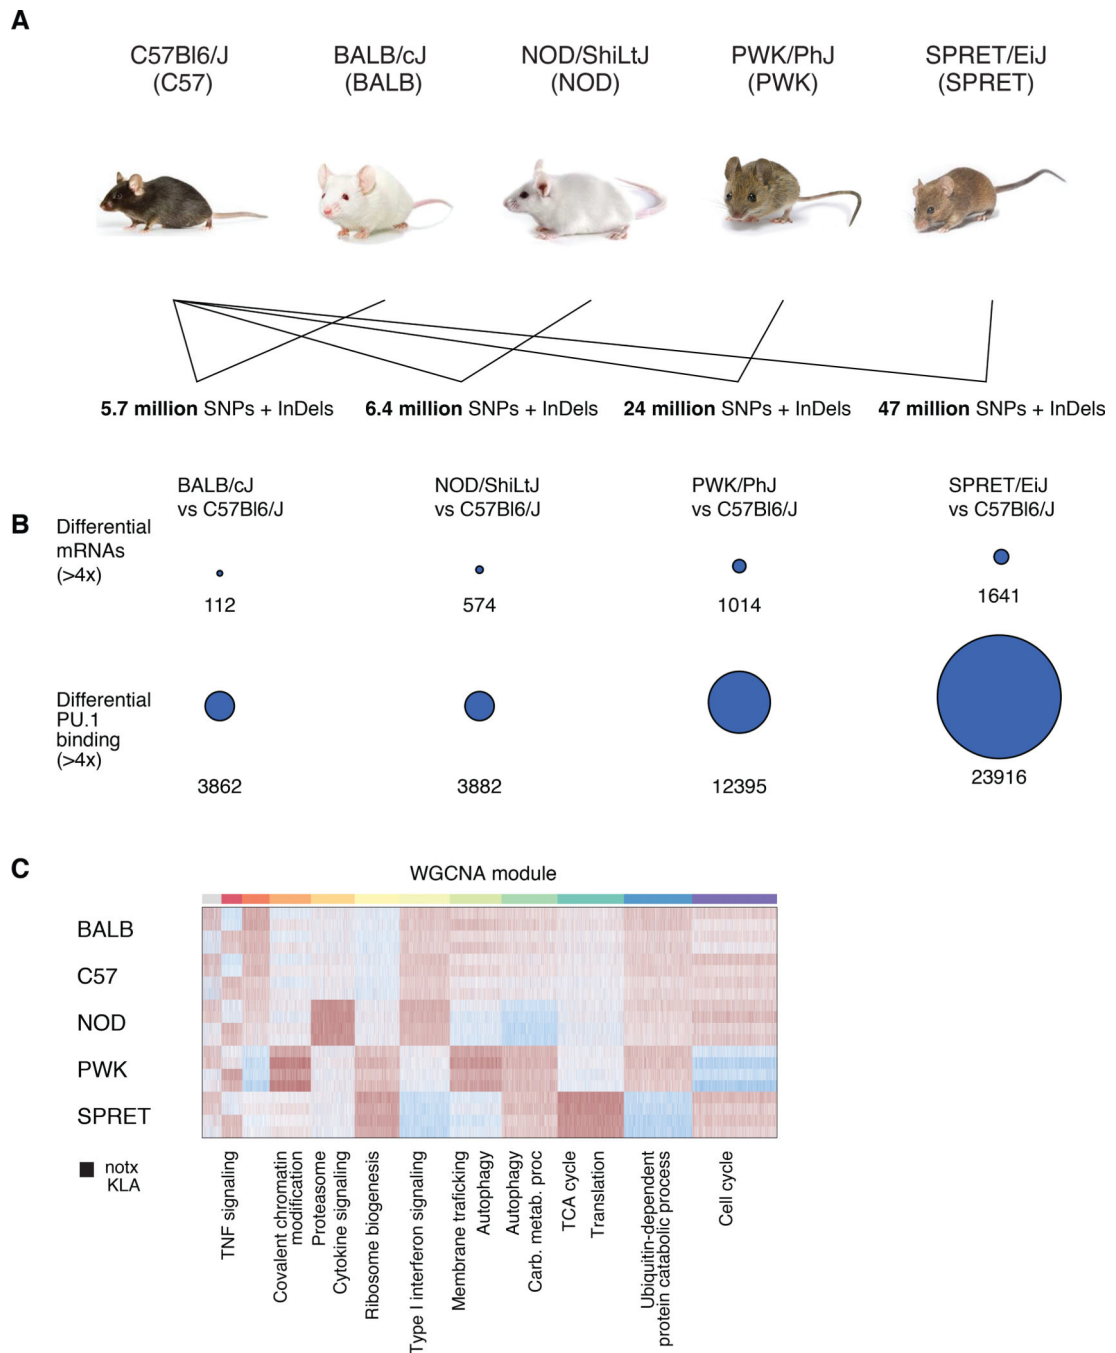 A
C57Bl6/J
(C57)
BALB/cJ
(BALB)
NOD/ShiLtJ
(NOD)
PWK/PhJ
(PWK)
SPRET/EiJ
(SPRET)
5.7 million SNPs + InDels
6.4 million SNPs + InDels
24 million SNPs + InDels
47 million SNPs + InDels
B
BALB/cJ
vs C57Bl6/J
NOD/ShiLtJ
vs C57Bl6/J
PWK/PhJ
vs C57Bl6/J
SPRET/EiJ
vs C57Bl6/J
Differential
mRNAs
(>4x)
112
574
1014
1641
Differential
PU.1
binding
(>4x)
3862
3882
12395
23916
C
WGCNA module
BALB
C57
NOD
PWK
SPRET
notx
KLA
TNF signaling
Covalent chromatin
modification
Proteasome
Cytokine signaling
Ribosome biogenesis
Type I interferon signaling
Membrane traficking
Autophagy
Autophagy
Carb. metab. proc
TCA cycle
Translation
Ubiquitin-dependent
protein catabolic process
Cell cycle